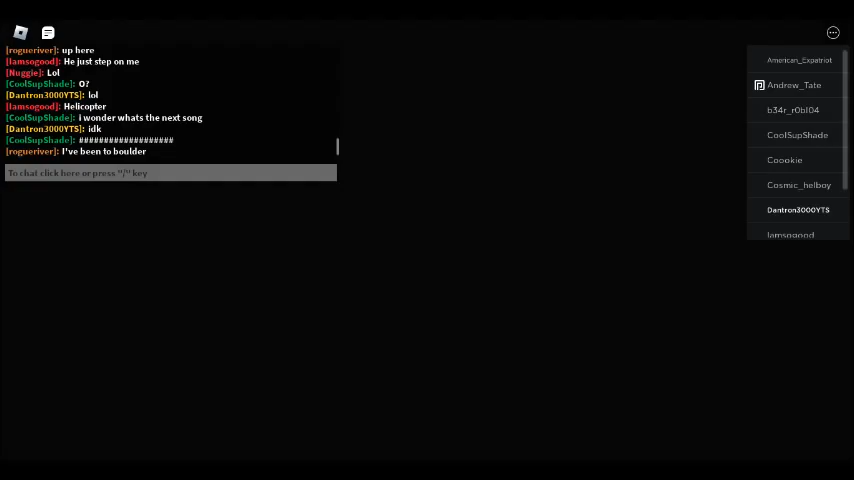 [rogueriver]: up here
[Iamsogood]: He just step on me
[Nuggie]: Lol
[CoolSupShade]: O?
[Dantron3000YTS]: lol
[Iamsogood]: Helicopter
[CoolSupShade]: i wonder whats the next song
[Dantron3000YTS]: idk
[CoolSupShade]: ###################
[rogueriver]: I've been to boulder
To chat click here or press "/" key
American_Expatriot
Andrew_Tate
b34r_r0bl04
CoolSupShade
Coookie
Cosmic_helboy
Dantron3000YTS
Iamsogood